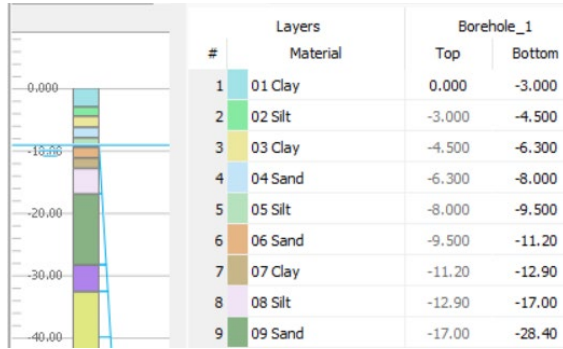 Layers Borehole_1
# Material Top Bottom
1 01 Clay 0.000 -3.000
2 02 Silt -3.000 -4.500
3 03 Clay -4.500 -6.300
4 04 Sand -6.300 -8.000
5 05 Silt -8.000 -9.500
6 06 Sand -9.500 -11.20
7 07 Clay -11.20 -12.90
8 08 Silt -12.90 -17.00
9 09 Sand -17.00 -28.40
0.000
-10.00
-20.00
-30.00
-40.00